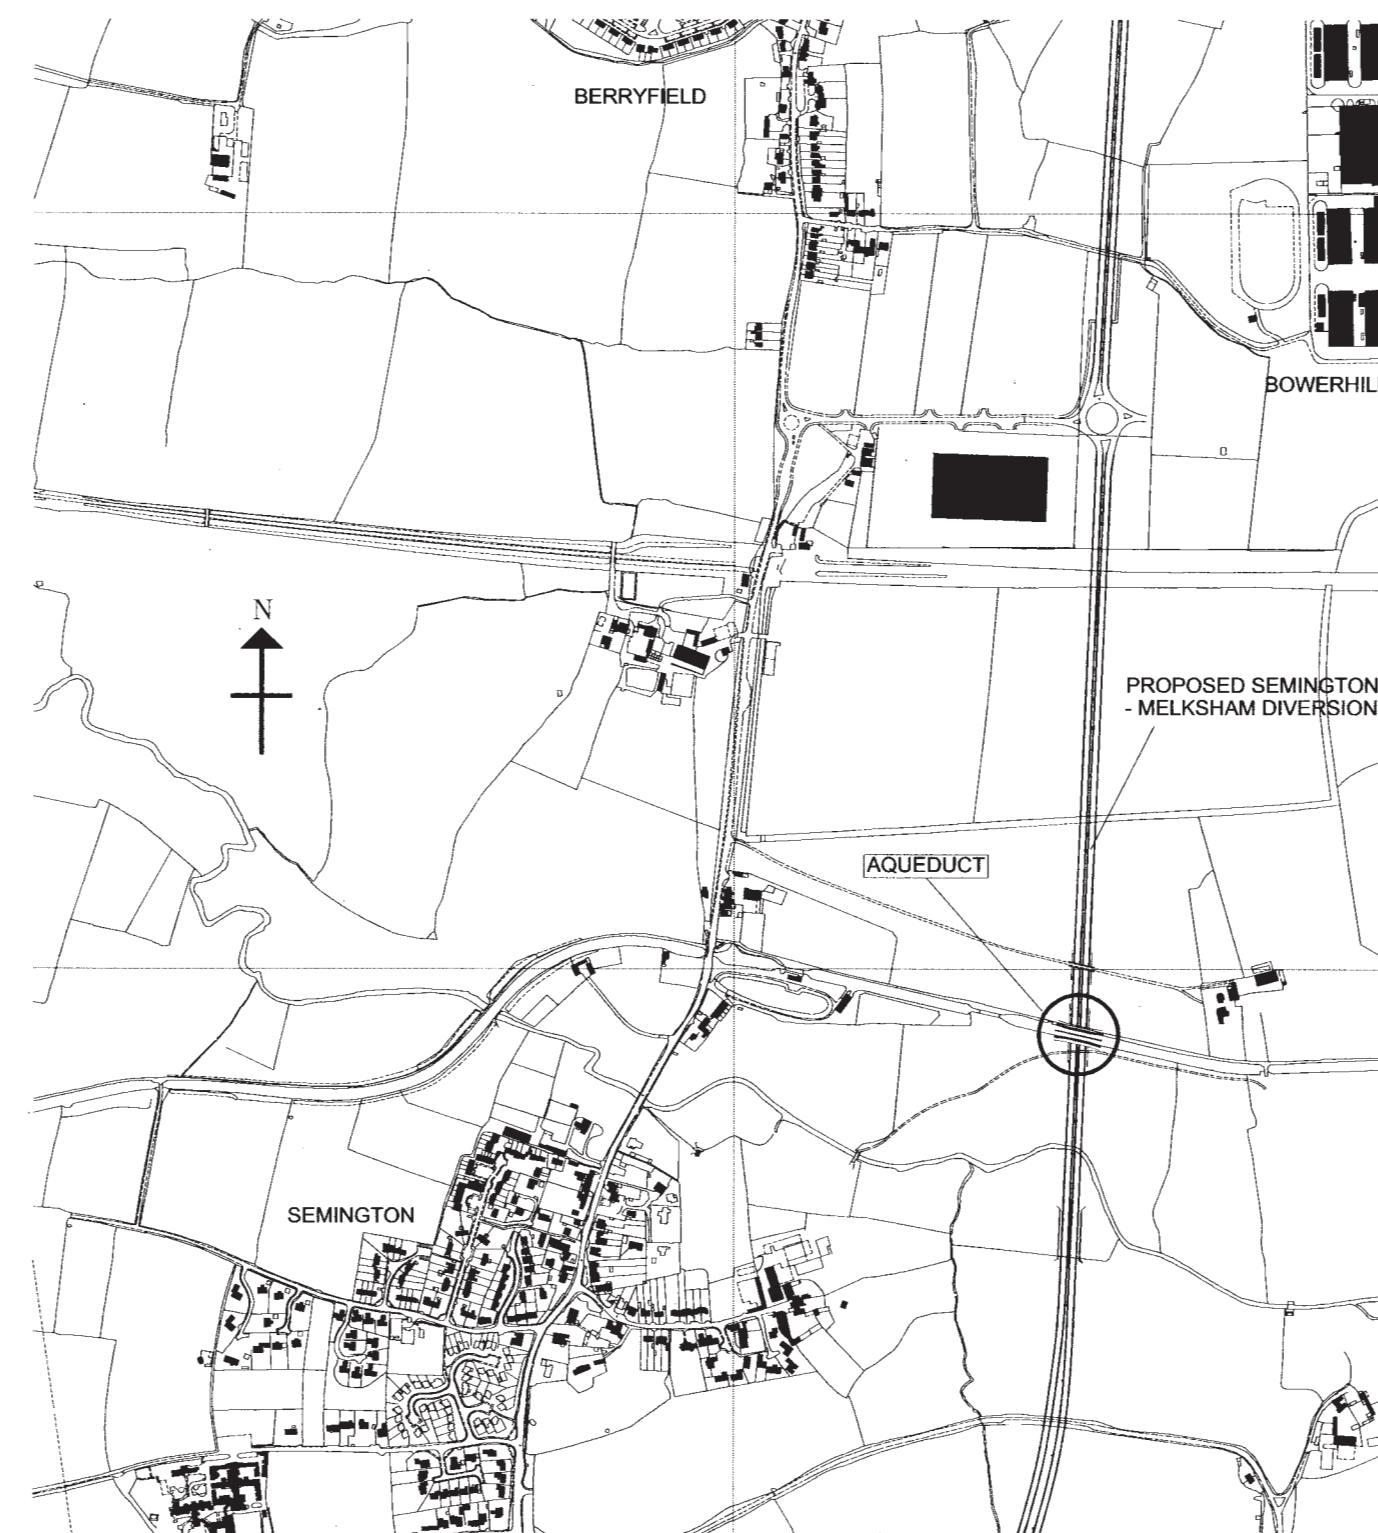 BERRYFIELD
BOWERHIL
N
PROPOSED SEMINGTON
- MELKSHAM DIVERSION
AQUEDUCT
SEMINGTON